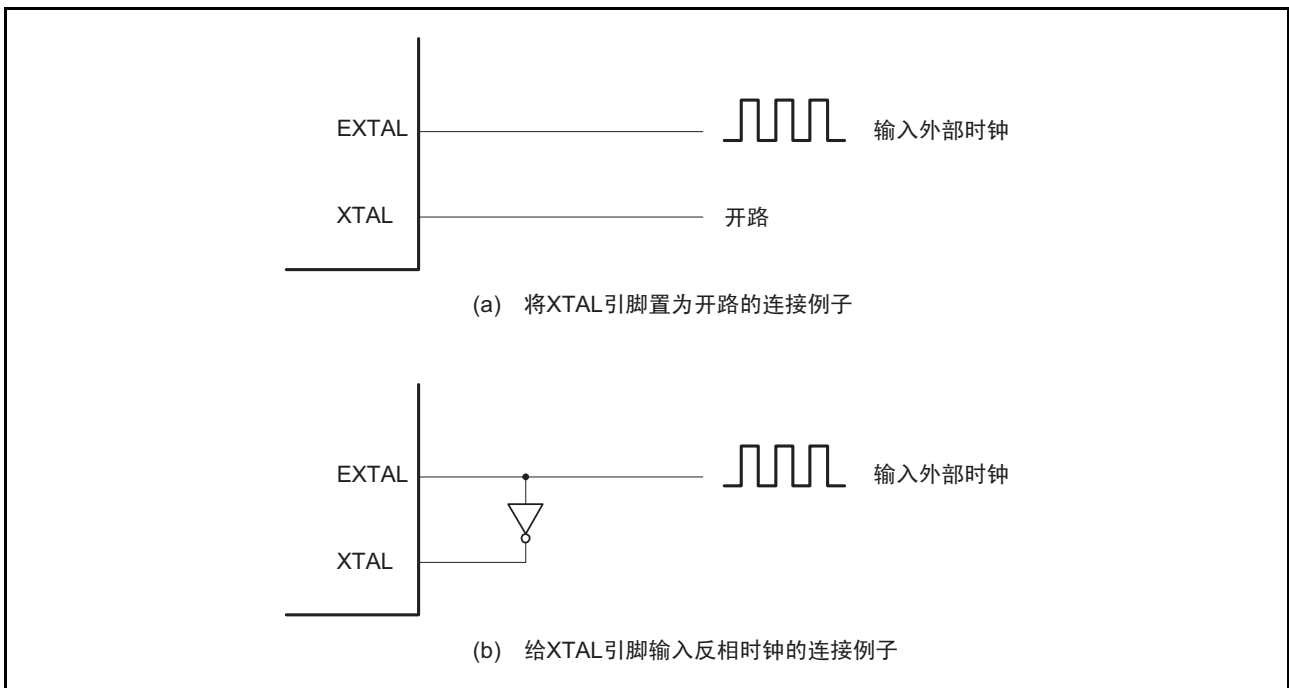 EXTAL 输入外部时钟
XTAL 开路
(a) 将XTAL引脚置为开路的连接例子
EXTAL 输入外部时钟
XTAL
(b) 给XTAL引脚输入反相时钟的连接例子